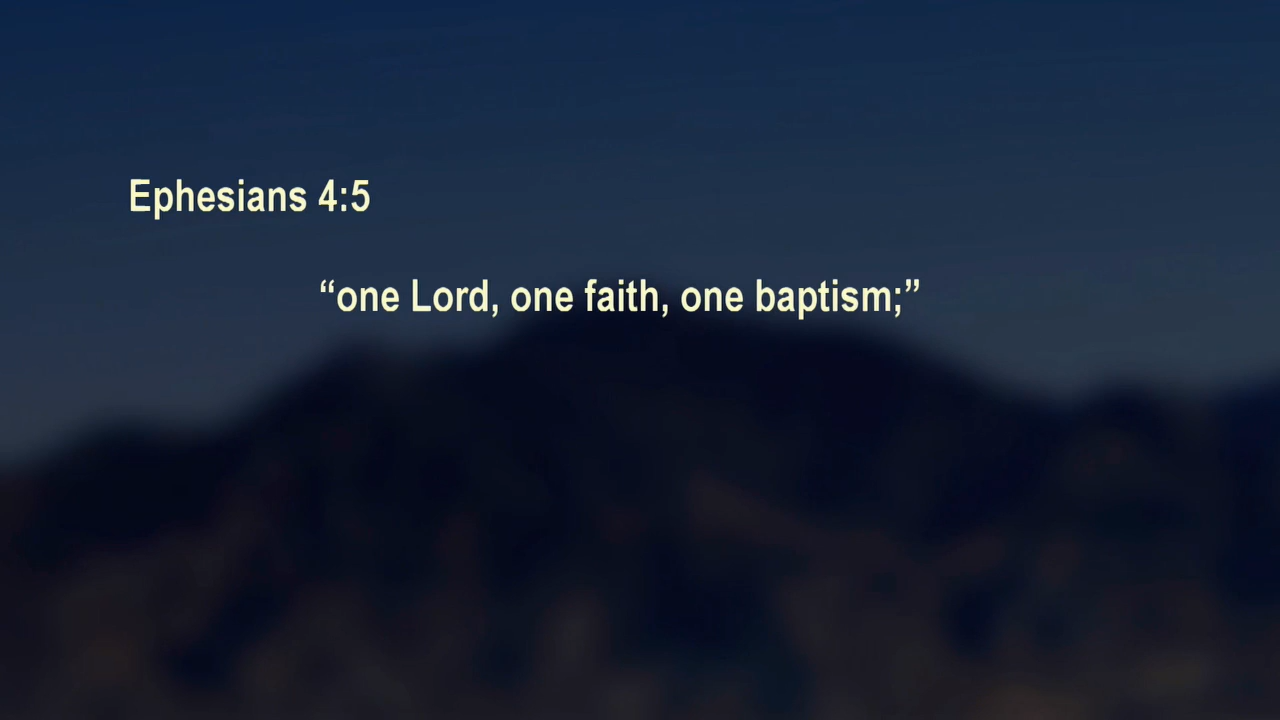 Ephesians 4:5
“one Lord, one faith, one baptism;”